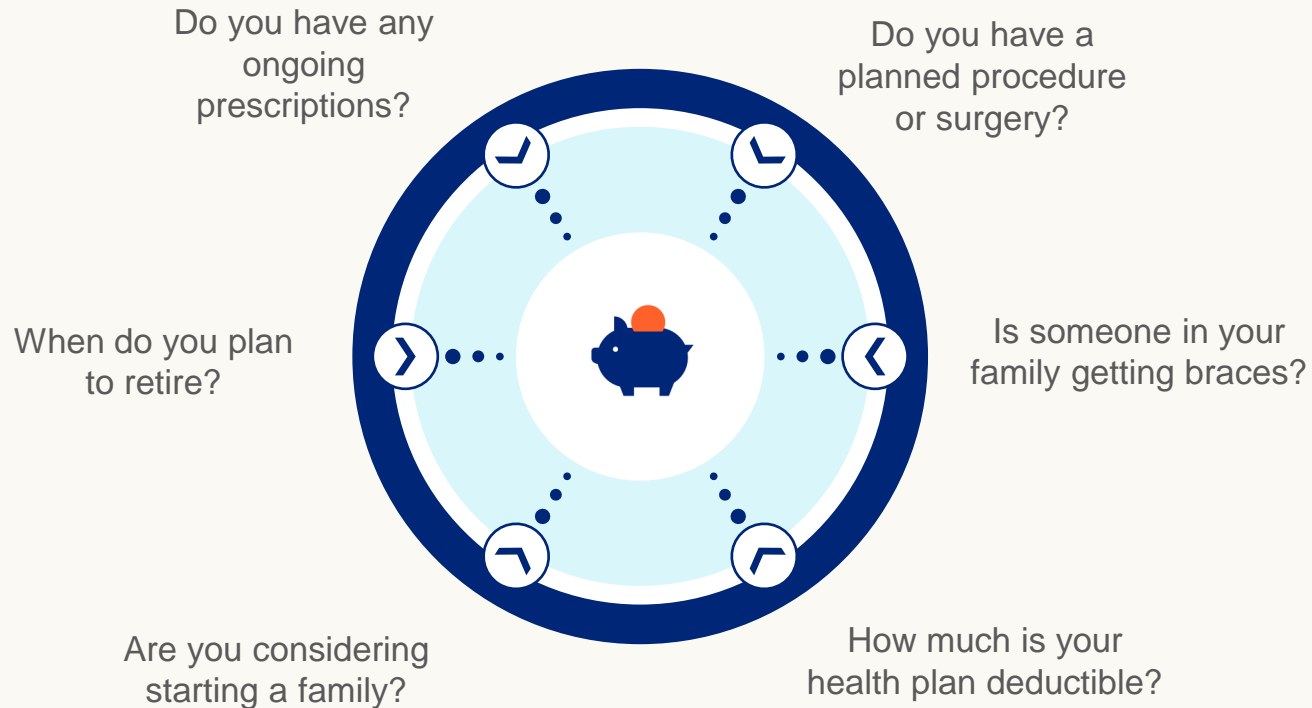 Do you have any
ongoing
prescriptions?
Do you have a
planned procedure
or surgery?
When do you plan
to retire?
Is someone in your
family getting braces?
Are you considering
starting a family?
How much is your
health plan deductible?